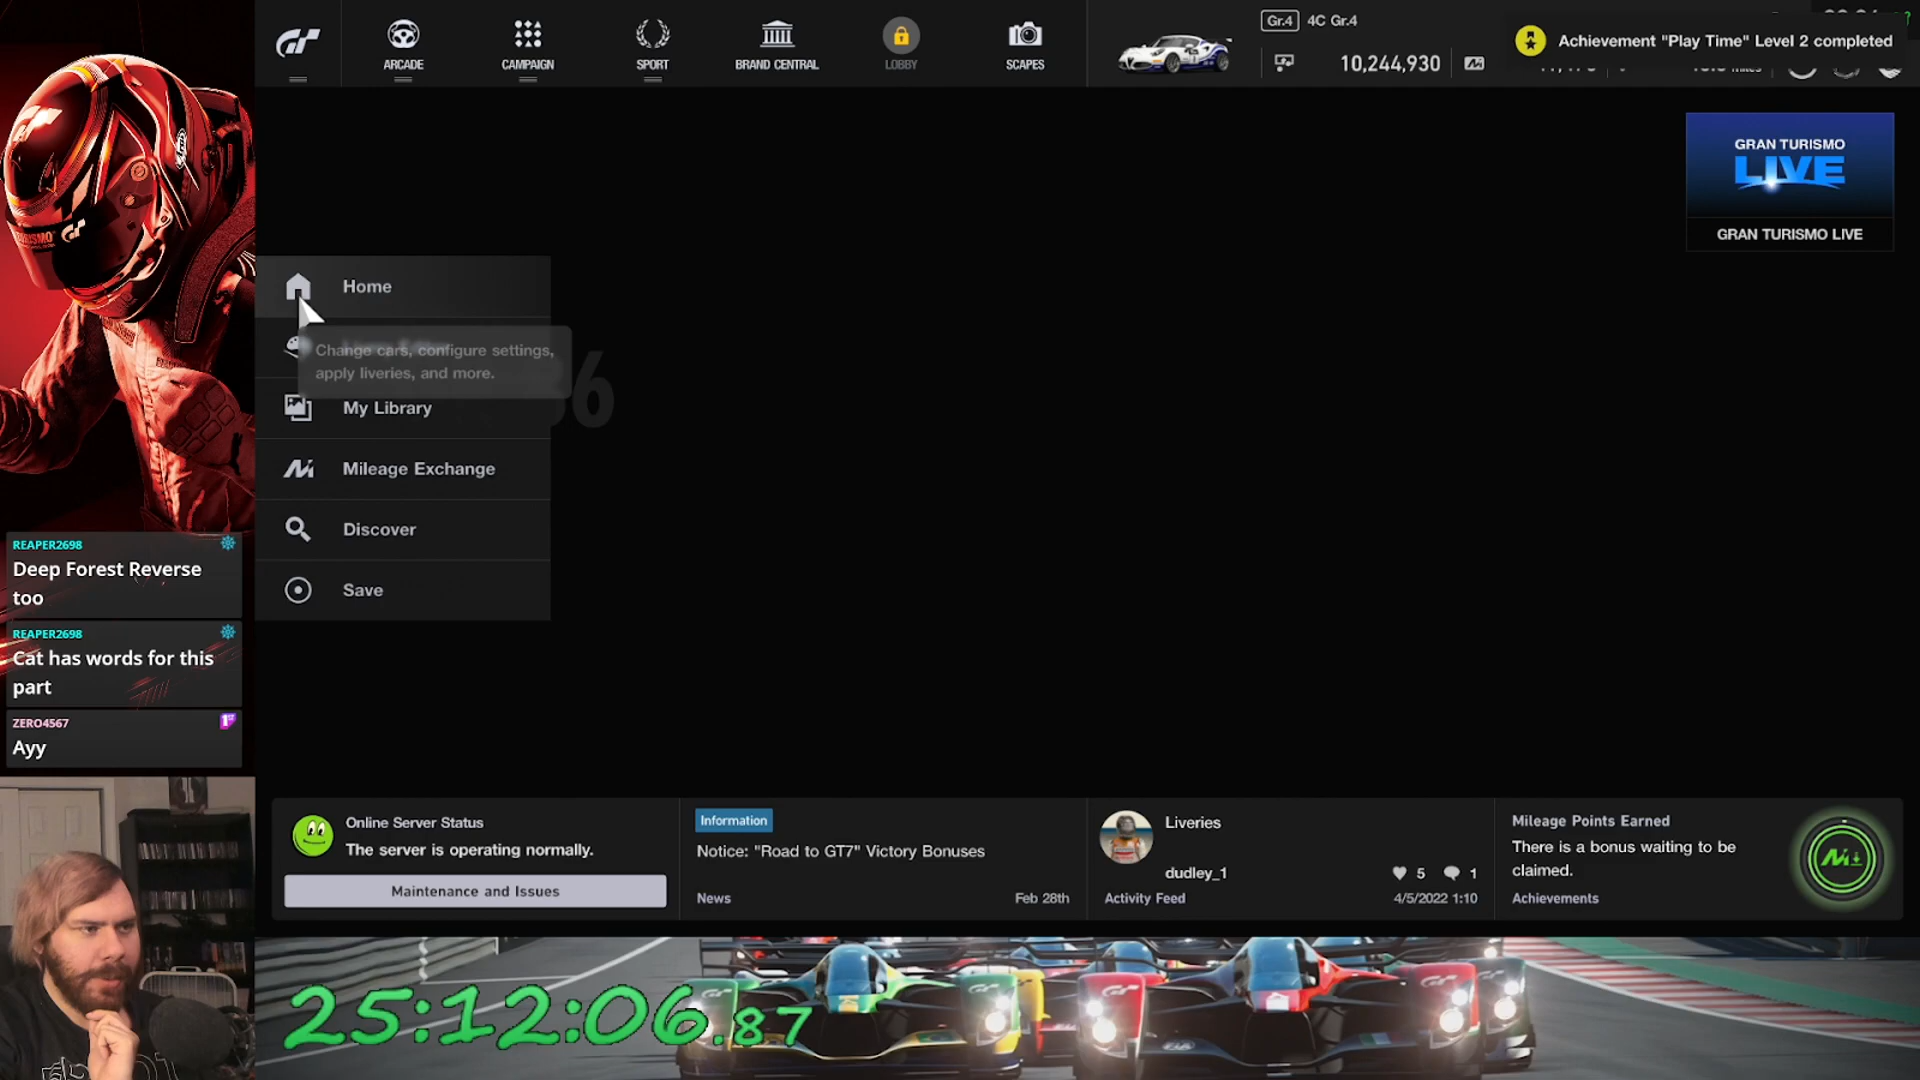 ARCADE
CAMPAIGN
SPORT
BRAND CENTRAL
LOBBY
SCAPES
Gr.4 4C Gr.4
10,244,930
Achievement "Play Time" Level 2 completed
GRAN TURISMO
LIVE
GRAN TURISMO LIVE
Home
Change cars, configure settings,
apply liveries, and more.
My Library
Mileage Exchange
Discover
Save
REAPER2698
Deep Forest Reverse
too
REAPER2698
Cat has words for this
part
ZERO4567
Ayy
Online Server Status
The server is operating normally.
Maintenance and Issues
Information
Notice: "Road to GT7" Victory Bonuses
News
Feb 28th
Liveries
dudley_1
5 1
Activity Feed
4/5/2022 1:10
Mileage Points Earned
There is a bonus waiting to be
claimed.
Achievements
25:12:06.87